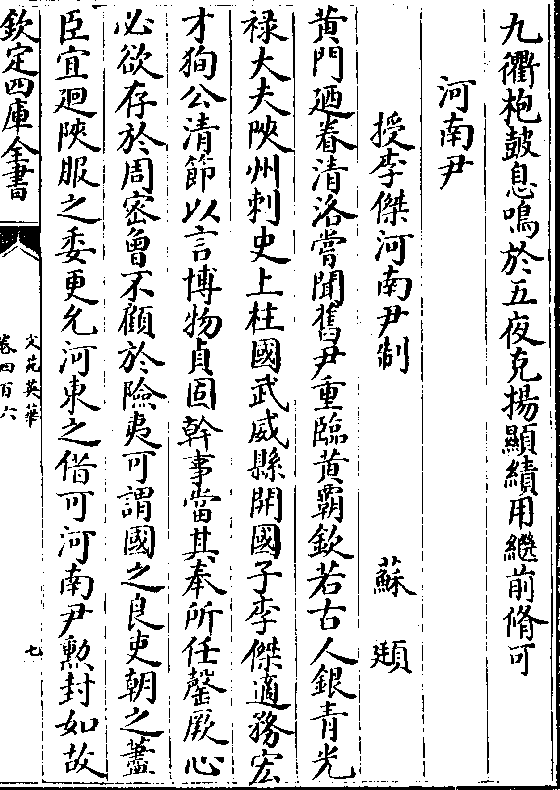 九衢枹鼓息鳴於五夜克揚顯績用繼前脩可
河南尹
授李傑河南尹制　蘇頲
黄門廼眷清洛嘗聞舊尹重臨黄霸欽若古人銀青光
禄大夫陜州刺史上柱國武威縣開國子李傑適務宏
才狥公清節以言博物貞固幹事當其奉所任罄厥心
必欲存於周宻曾不顧於險夷可謂國之良吏朝之藎
臣宜廻陜服之委更允河東之借可河南尹勲封如故
欽定四庫全書
文苑英華
卷四百六
七